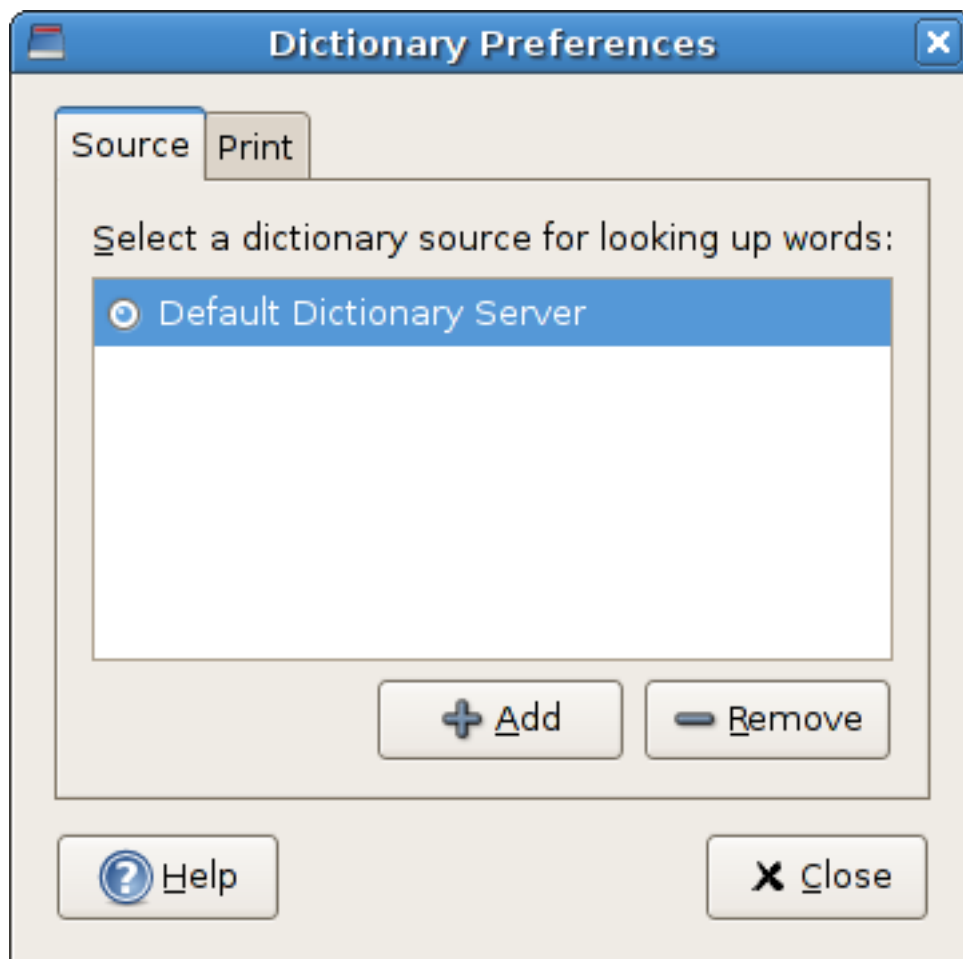 Dictionary Preferences
Source Print
Select a dictionary source for looking up words:
Default Dictionary Server
Add Remove
Help Close